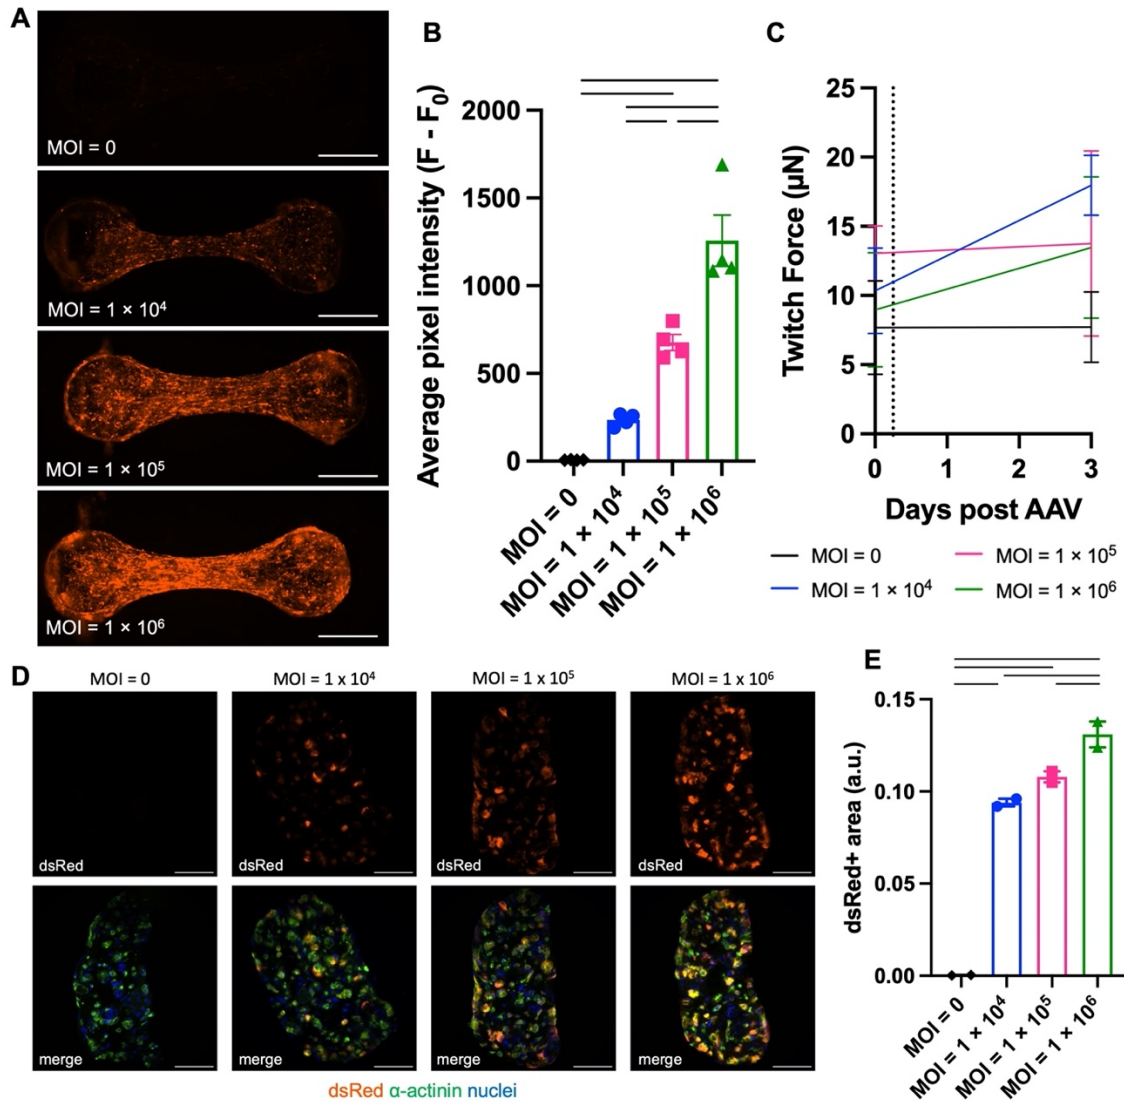 A
MOI = 0
MOI = 1 × 10⁴
MOI = 1 × 10⁵
MOI = 1 × 10⁶
B
Average pixel intensity (F - F₀)
2000
1500
1000
500
0
MOI = 0
MOI = 1 × 10⁴
MOI = 1 × 10⁵
MOI = 1 × 10⁶
C
Twitch Force (µN)
25
20
15
10
5
0
0 1 2 3
Days post AAV
MOI = 0
MOI = 1 × 10⁵
MOI = 1 × 10⁴
MOI = 1 × 10⁶
D
MOI = 0
MOI = 1 x 10⁴
MOI = 1 x 10⁵
MOI = 1 x 10⁶
dsRed
dsRed
dsRed
dsRed
merge
merge
merge
merge
dsRed α-actinin nuclei
E
dsRed+ area (a.u.)
0.15
0.10
0.05
0.00
MOI = 0
MOI = 1 × 10⁴
MOI = 1 × 10⁵
MOI = 1 × 10⁶